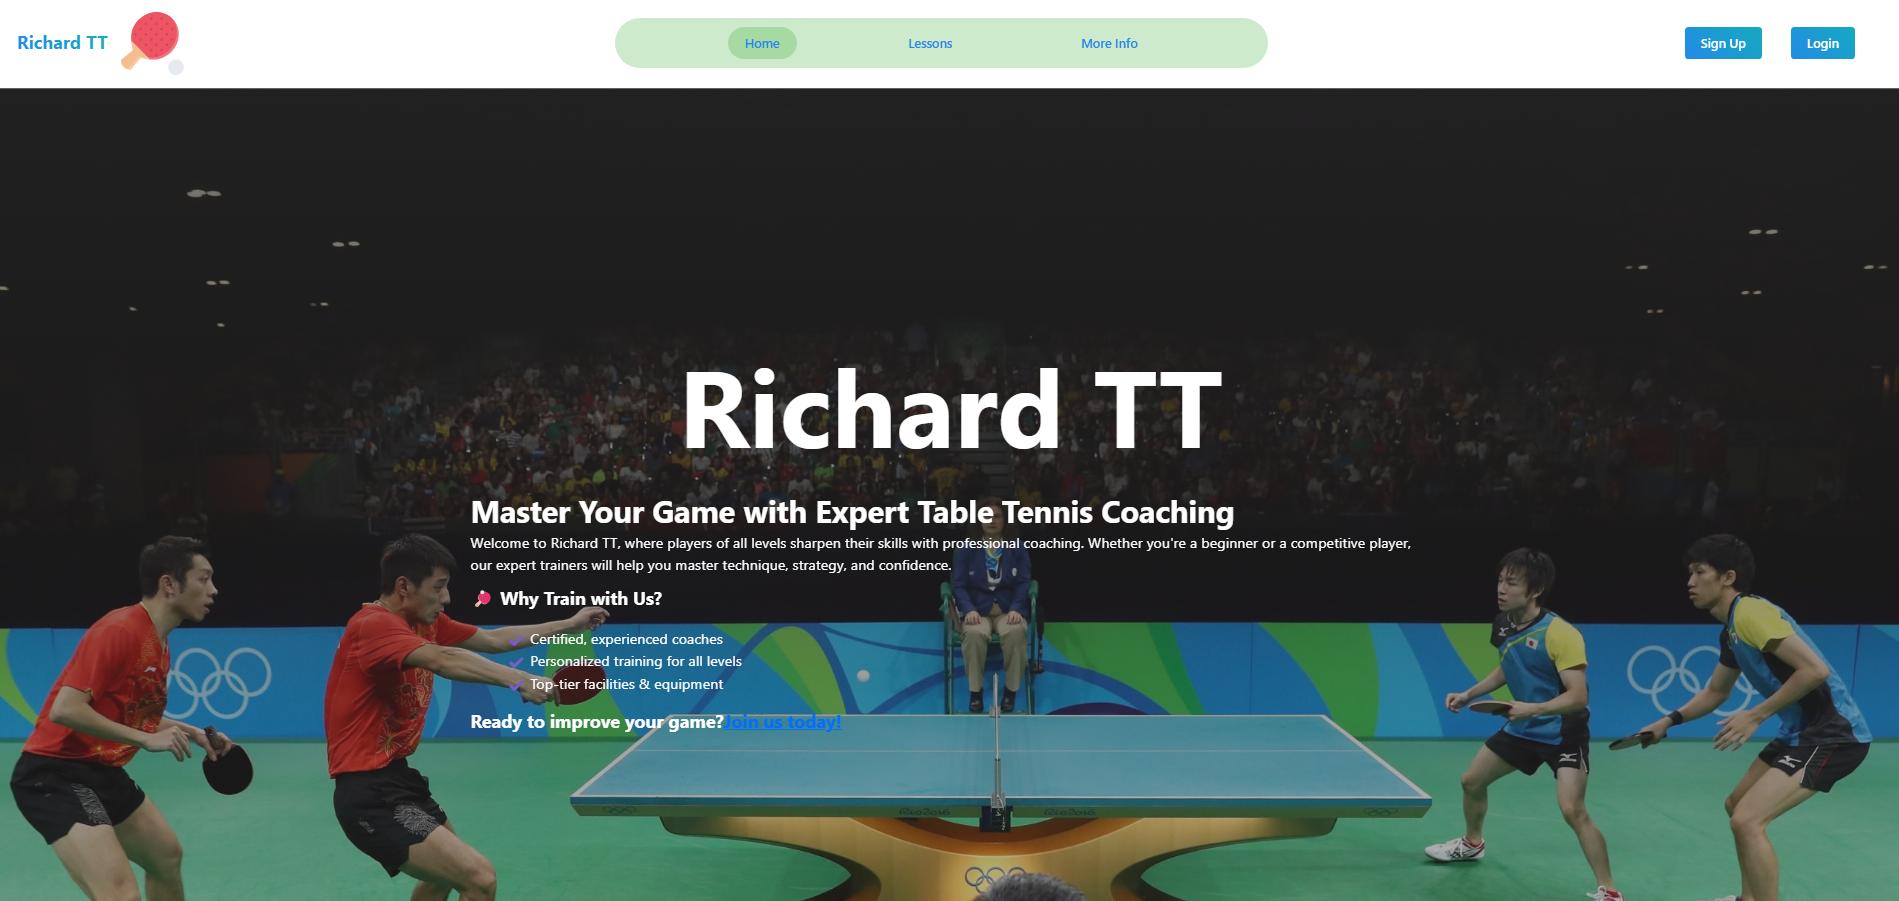 Richard TT
Home
Lessons
More Info
Sign Up
Login
Richard TT
Master Your Game with Expert Table Tennis Coaching
Welcome to Richard TT, where players of all levels sharpen their skills with professional coaching. Whether you're a beginner or a competitive player,
our expert trainers will help you master technique, strategy, and confidence.
Why Train with Us?
Certified, experienced coaches
Personalized training for all levels
Top-tier facilities & equipment
Ready to improve your game? Join us today!
Rio2016
Rio2016